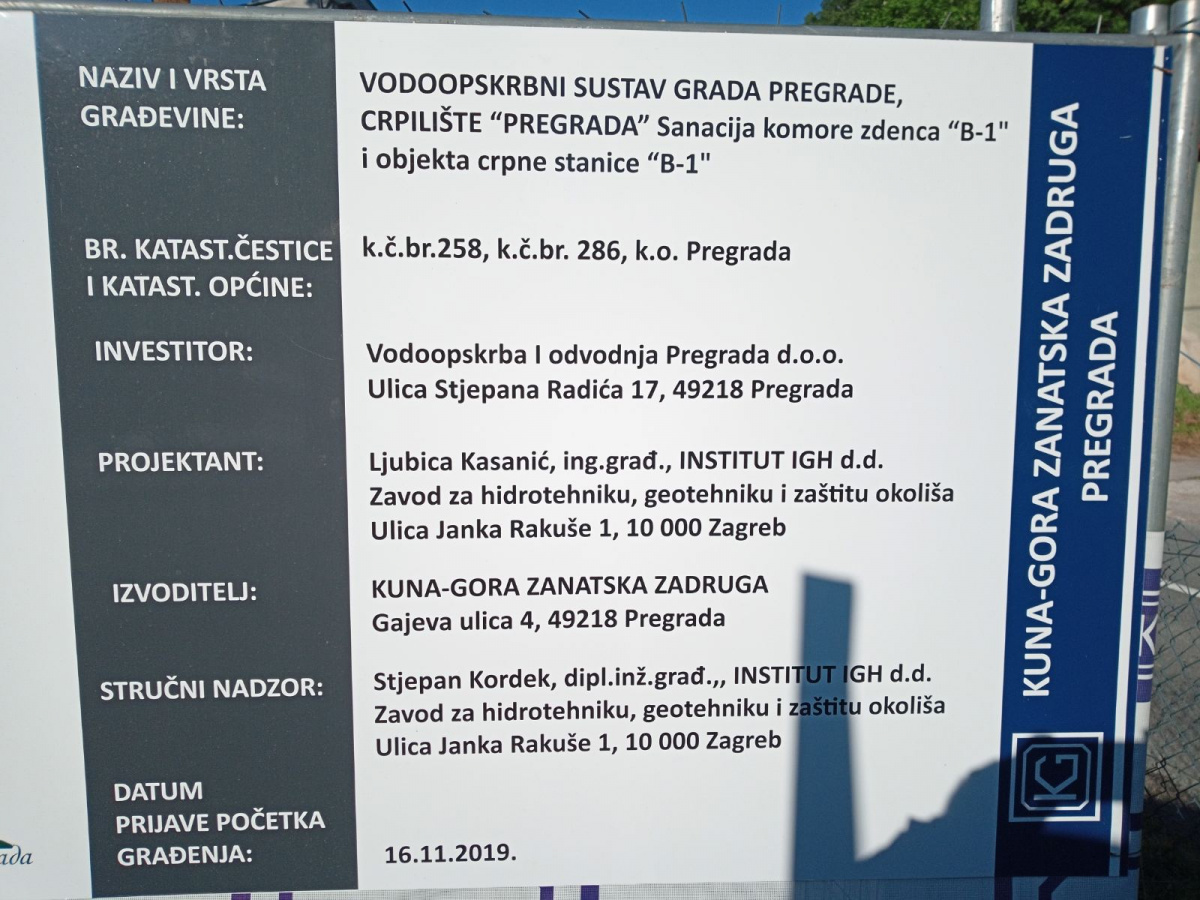 NAZIV I VRSTA
GRAĐEVINE:
VODOOPSKRBNI SUSTAV GRADA PREGRADE,
CRPILIŠTE “PREGRADA” Sanacija komore zdenca “B-1"
i objekta crpne stanice “B-1"
BR. KATAST.ČESTICE
I KATAST. OPĆINE:
k.č.br.258, k.č.br. 286, k.o. Pregrada
INVESTITOR:
Vodoopskrba I odvodnja Pregrada d.o.o.
Ulica Stjepana Radića 17, 49218 Pregrada
PROJEKTANT:
Ljubica Kasanić, ing.građ., INSTITUT IGH d.d.
Zavod za hidrotehniku, geotehniku i zaštitu okoliša
Ulica Janka Rakuše 1, 10 000 Zagreb
IZVODITELJ:
KUNA-GORA ZANATSKA ZADRUGA
Gajeva ulica 4, 49218 Pregrada
STRUČNI NADZOR:
Stjepan Kordek, dipl.inž.građ.,, INSTITUT IGH d.d.
Zavod za hidrotehniku, geotehniku i zaštitu okoliša
Ulica Janka Rakuše 1, 10 000 Zagreb
DATUM
PRIJAVE POČETKA
GRAĐENJA:
16.11.2019.
KUNA-GORA ZANATSKA ZADRUGA
PREGRADA
KG